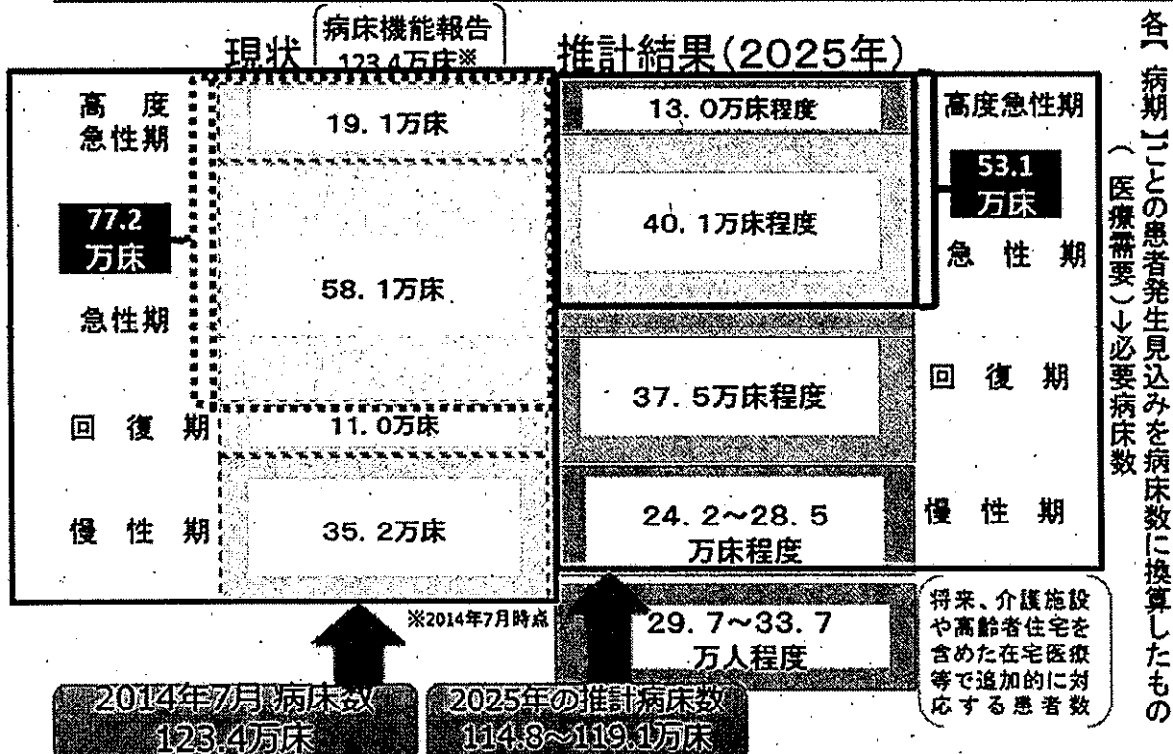 現状
病床機能報告
123.4万床※
推計結果(2025年)
高度
急性期
77.2
万床
急性期
回復期
慢性期
19.1万床
58.1万床
11.0万床
35.2万床
※2014年7月時点
13.0万床程度
40.1万床程度
37.5万床程度
24.2~28.5
万床程度
29.7~33.7
万人程度
高度急性期
53.1
万床
急性期
回復期
慢性期
将来、介護施設
や高齢者住宅を
含めた在宅医療
等で追加的に対
応する患者数
2014年7月 病床数
123.4万床
2025年の推計病床数
114.8~119.1万床
各【病期】ごとの患者発生見込みを病床数に換算したもの
(医療需要)→必要病床数